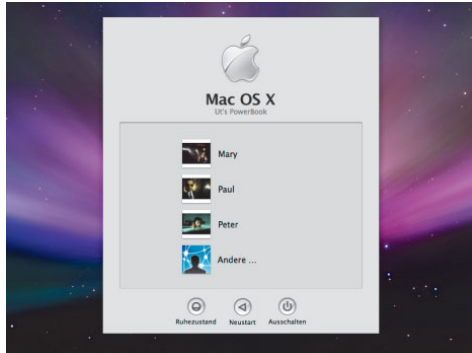 Mac OS X
Ut's PowerBook
Mary
Paul
Peter
Andere ...
Ruhezustand Neustart Ausschalten